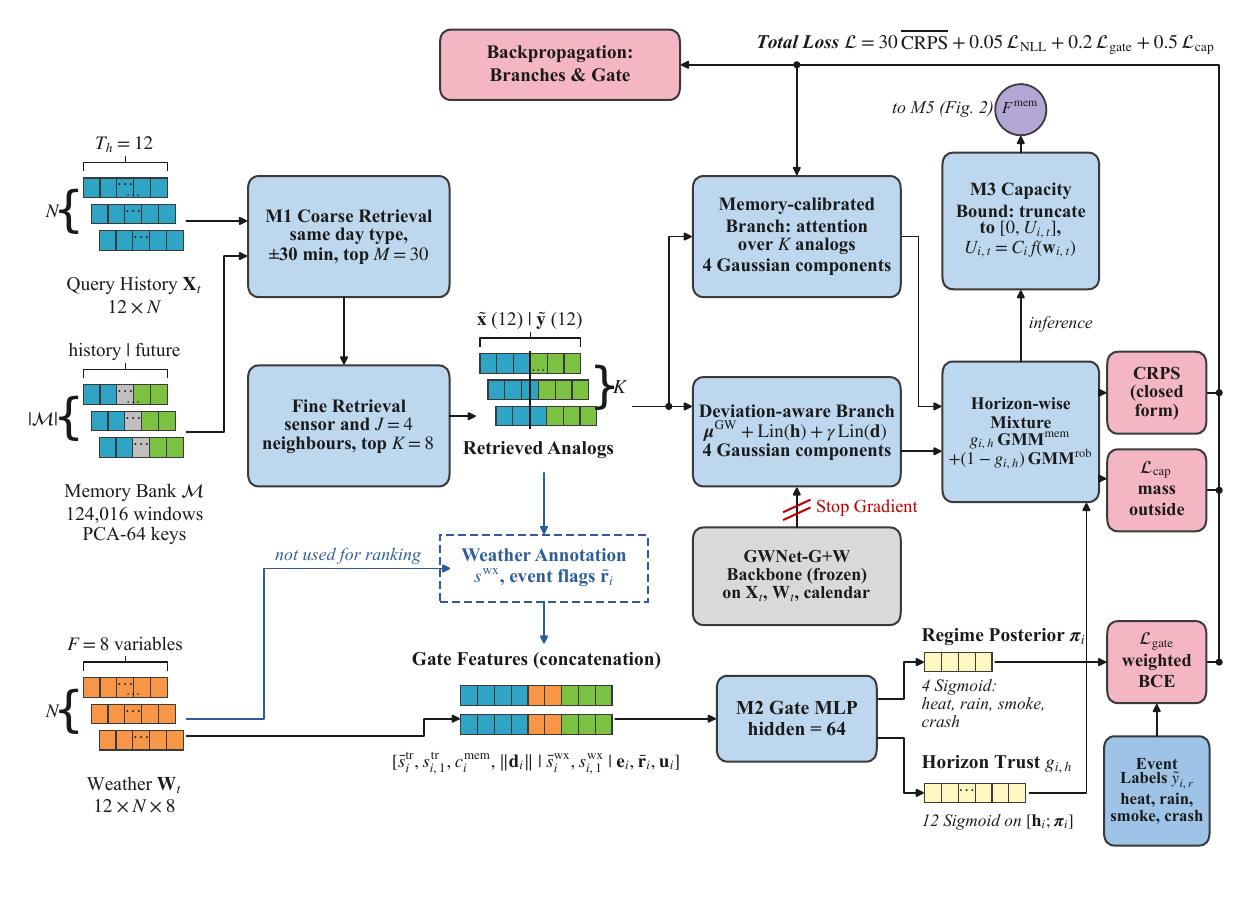 Backpropagation:
Branches & Gate
Total Loss ℒ = 30 CRPS̅ + 0.05 ℒ_NLL + 0.2 ℒ_gate + 0.5 ℒ_cap
to M5 (Fig. 2)
F^mem
T_h = 12
N
Query History X_t
12 × N
M1 Coarse Retrieval
same day type,
±30 min, top M = 30
Memory-calibrated
Branch: attention
over K analogs
4 Gaussian components
M3 Capacity
Bound: truncate
to [0, U_{i,t}],
U_{i,t} = C_i f(w_{i,t})
inference
history | future
|ℳ|
Memory Bank ℳ
124,016 windows
PCA-64 keys
Fine Retrieval
sensor and J = 4
neighbours, top K = 8
x̃ (12) | ỹ (12)
K
Retrieved Analogs
Deviation-aware Branch
μ^GW + Lin(h) + γ Lin(d)
4 Gaussian components
Horizon-wise
Mixture
g_{i,h} GMM^mem
+(1 − g_{i,h}) GMM^rob
CRPS
(closed
form)
ℒ_cap
mass
outside
Stop Gradient
GWNet-G+W
Backbone (frozen)
on X_t, W_t, calendar
not used for ranking
Weather Annotation
s^wx, event flags r̄_i
F = 8 variables
N
Weather W_t
12 × N × 8
Gate Features (concatenation)
[s̄_i^tr, s_{i,1}^tr, c_i^mem, ‖d_i‖ | s̄_i^wx, s_{i,1}^wx | e_i, r̄_i, u_i]
M2 Gate MLP
hidden = 64
Regime Posterior π_i
4 Sigmoid:
heat, rain, smoke,
crash
Horizon Trust g_{i,h}
12 Sigmoid on [h_i; π_i]
ℒ_gate
weighted
BCE
Event
Labels ỹ_{i,r}
heat, rain,
smoke, crash